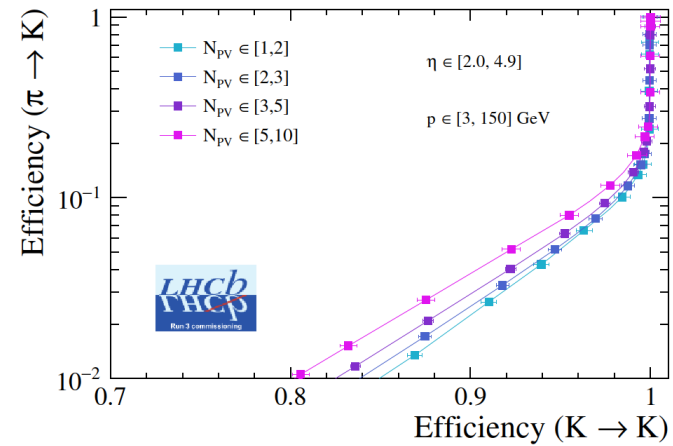 Efficiency (π → K)
1
10⁻¹
10⁻²
N_PV ∈ [1,2]
N_PV ∈ [2,3]
N_PV ∈ [3,5]
N_PV ∈ [5,10]
η ∈ [2.0, 4.9]
p ∈ [3, 150] GeV
LHCb
LHCb
Run 3 commissioning
0.7
0.8
0.9
1
Efficiency (K → K)